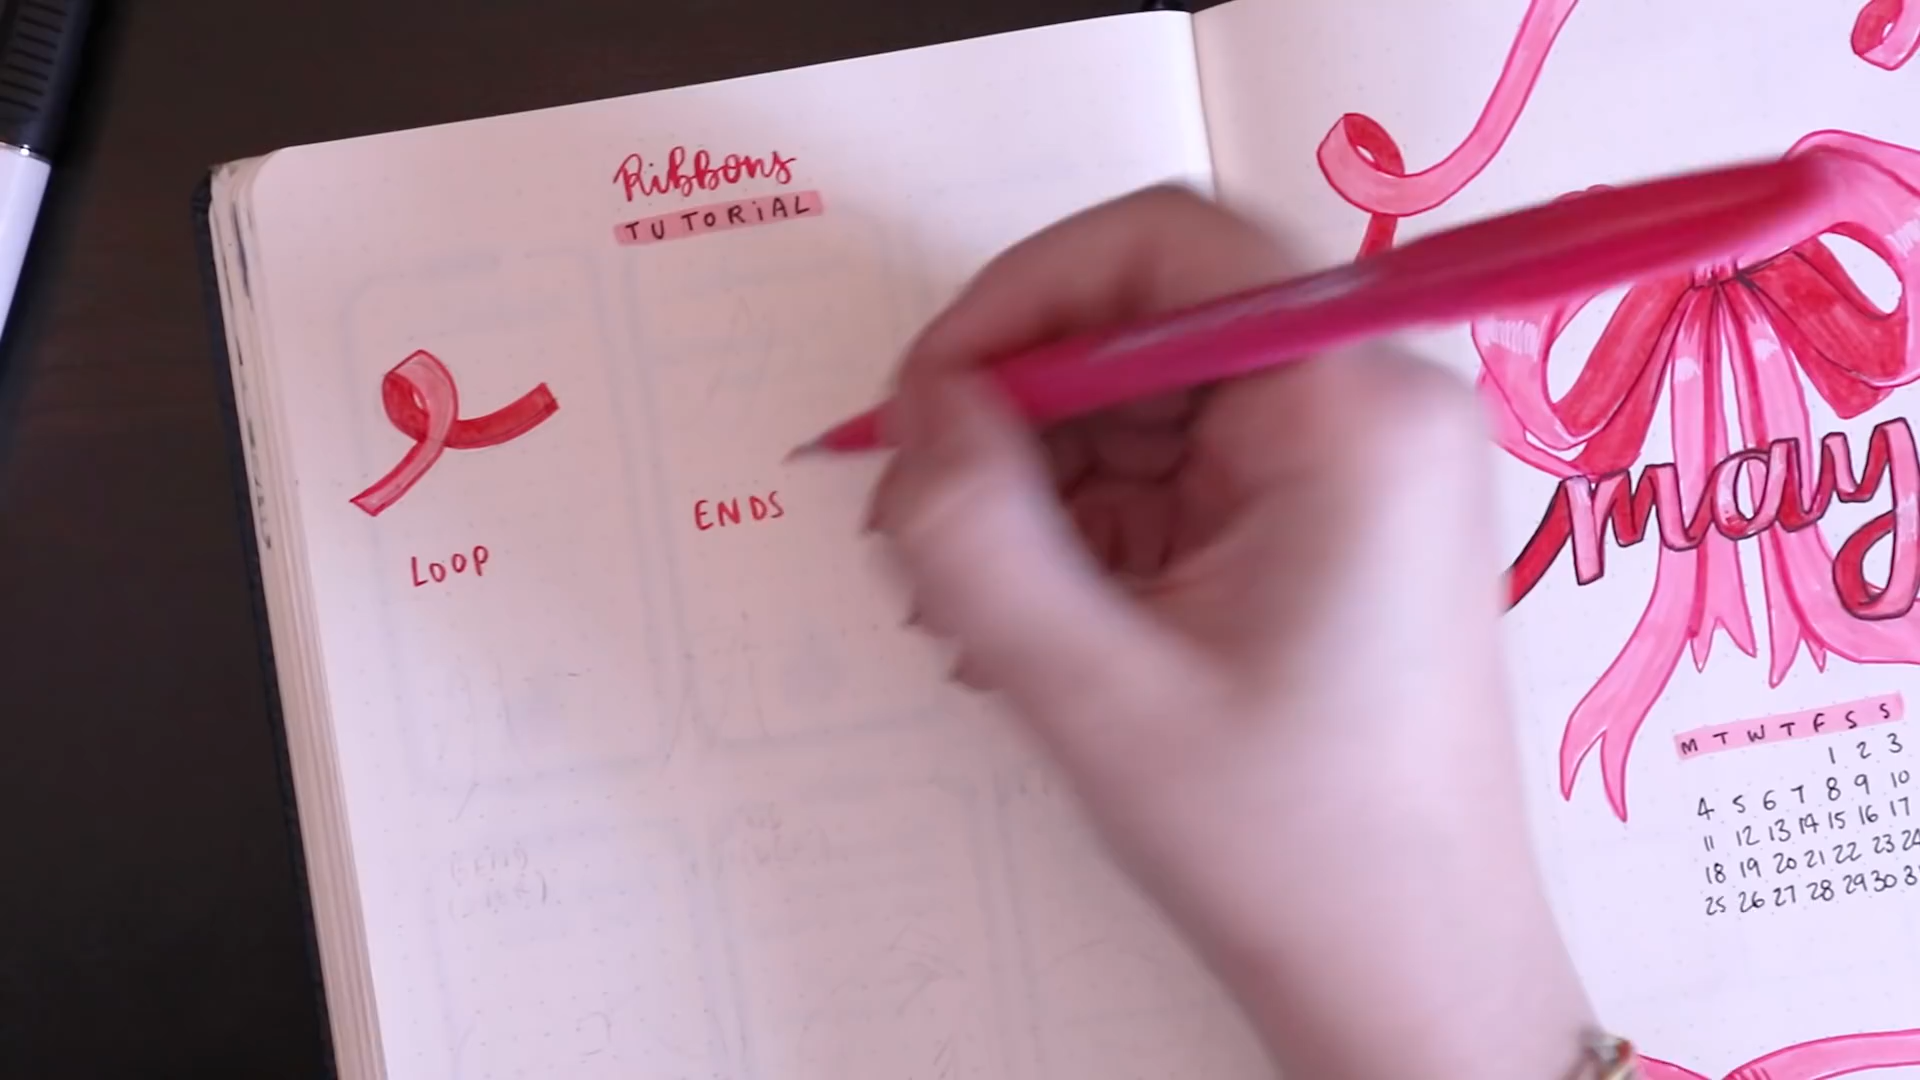 Ribbons
TUTORiAL
LOOP
ENDS
may
M T W T F S S
1 2 3
4 5 6 7 8 9 10
11 12 13 14 15 16 17
18 19 20 21 22 23 24
25 26 27 28 29 30